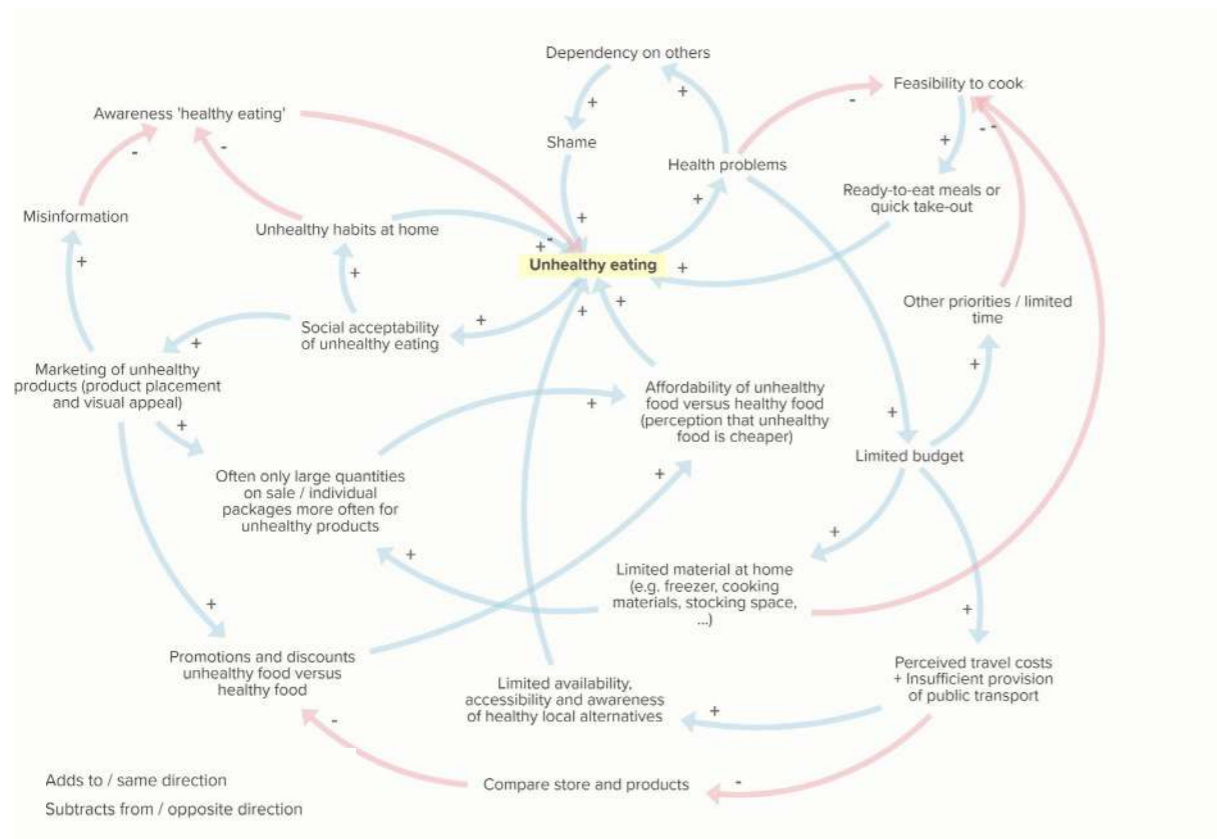 Dependency on others
Feasibility to cook
Awareness 'healthy eating'
+
+
-
+
- -
Shame
-
-
+
Health problems
Ready-to-eat meals or
quick take-out
Misinformation
Unhealthy habits at home
+
+
+
-
Unhealthy eating
+
+
+
Other priorities / limited
time
+
+
+
Social acceptability
of unhealthy eating
+
Marketing of unhealthy
products (product placement
and visual appeal)
+
Affordability of unhealthy
food versus healthy food
(perception that unhealthy
food is cheaper)
+
+
+
Limited budget
Often only large quantities
on sale / individual
packages more often for
unhealthy products
+
+
+
Limited material at home
(e.g. freezer, cooking
materials, stocking space,
...)
+
+
Promotions and discounts
unhealthy food versus
healthy food
Limited availability,
accessibility and awareness
of healthy local alternatives
Perceived travel costs
+ Insufficient provision
of public transport
+
-
Compare store and products
-
Adds to / same direction
Subtracts from / opposite direction